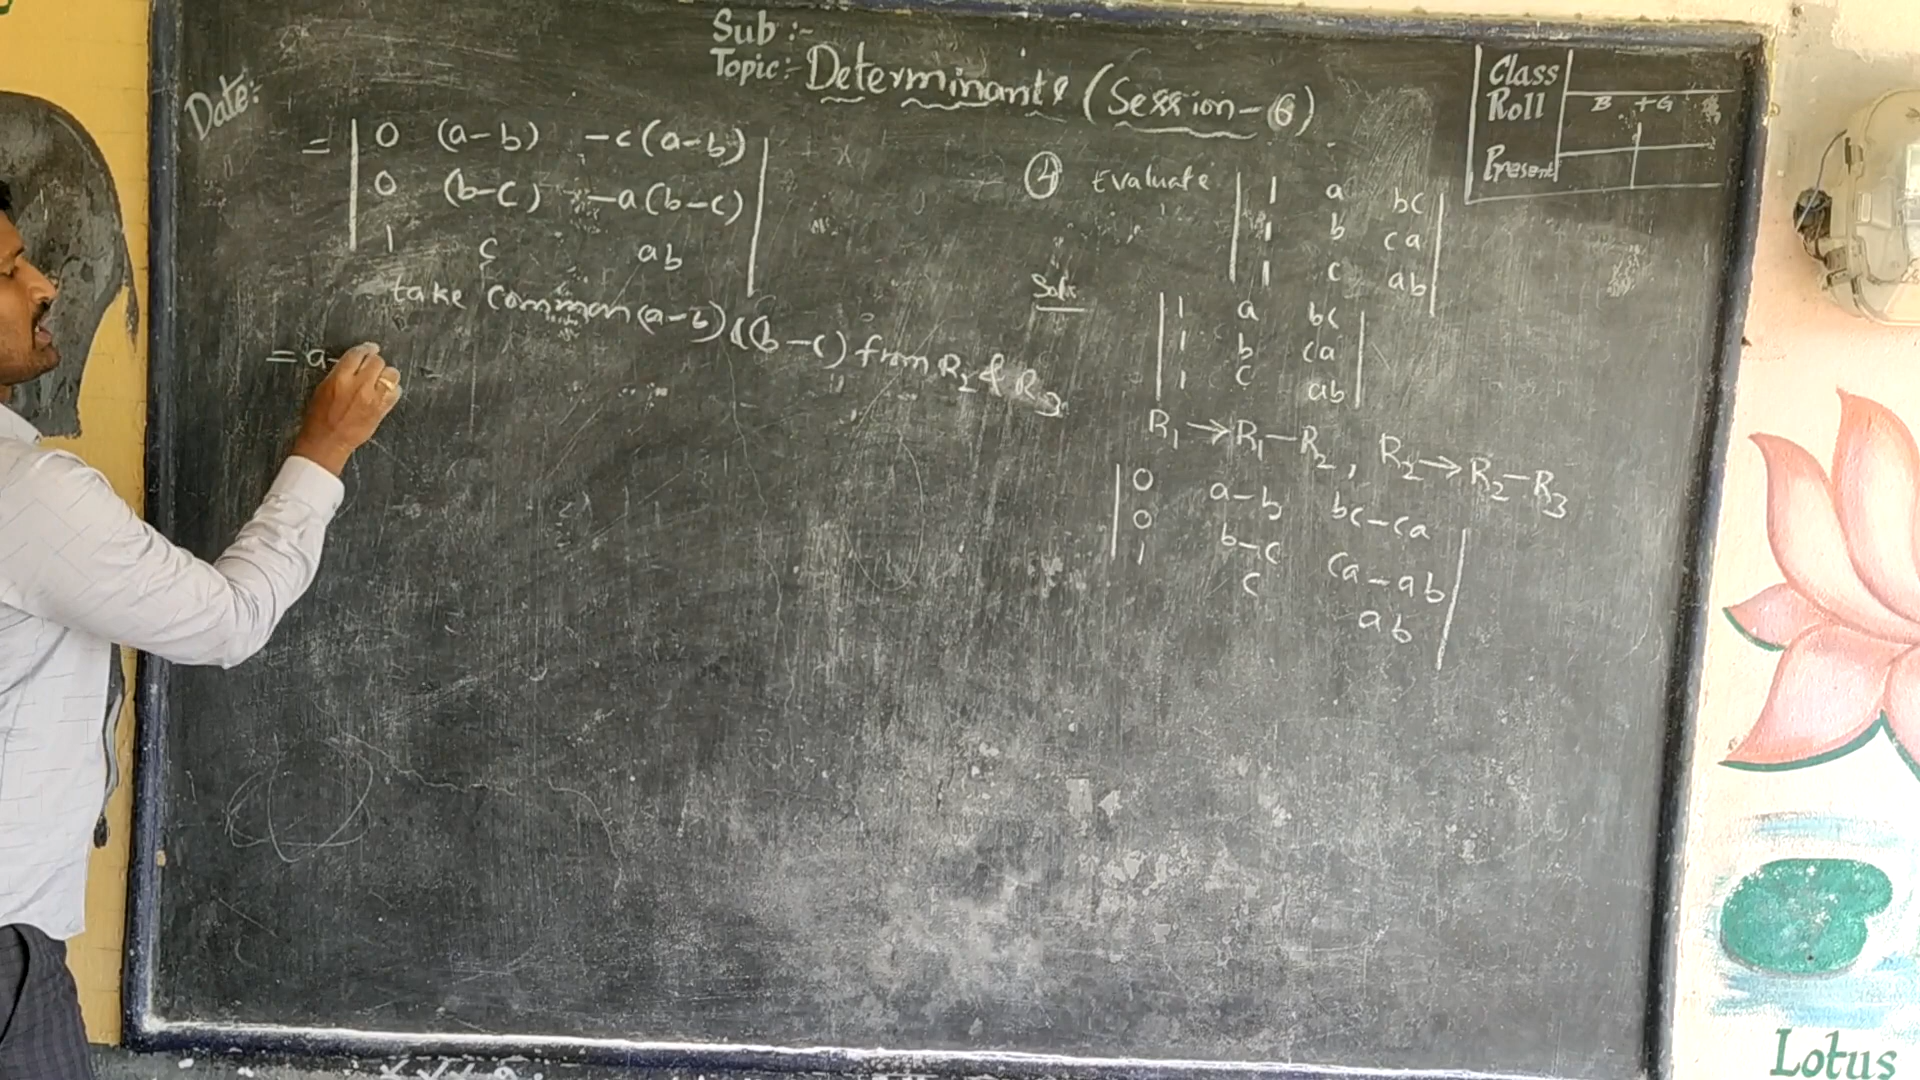 Sub :-
Topic:- Determinants (Session-6)
Date:
Class Roll
B + G
Present
= | 0 (a-b) -c(a-b) |
| 0 (b-c) -a(b-c) |
| 1 c ab |
take common (a-b) & (b-c) from R2 & R3
= a-
④ Evaluate | 1 a bc |
| 1 b ca |
| 1 c ab |
Soln
| 1 a bc |
| 1 b ca |
| 1 c ab |
R1 → R1-R2, R2 → R2-R3
| 0 a-b bc-ca |
| 0 b-c ca-ab |
| 1 c ab |
Lotus